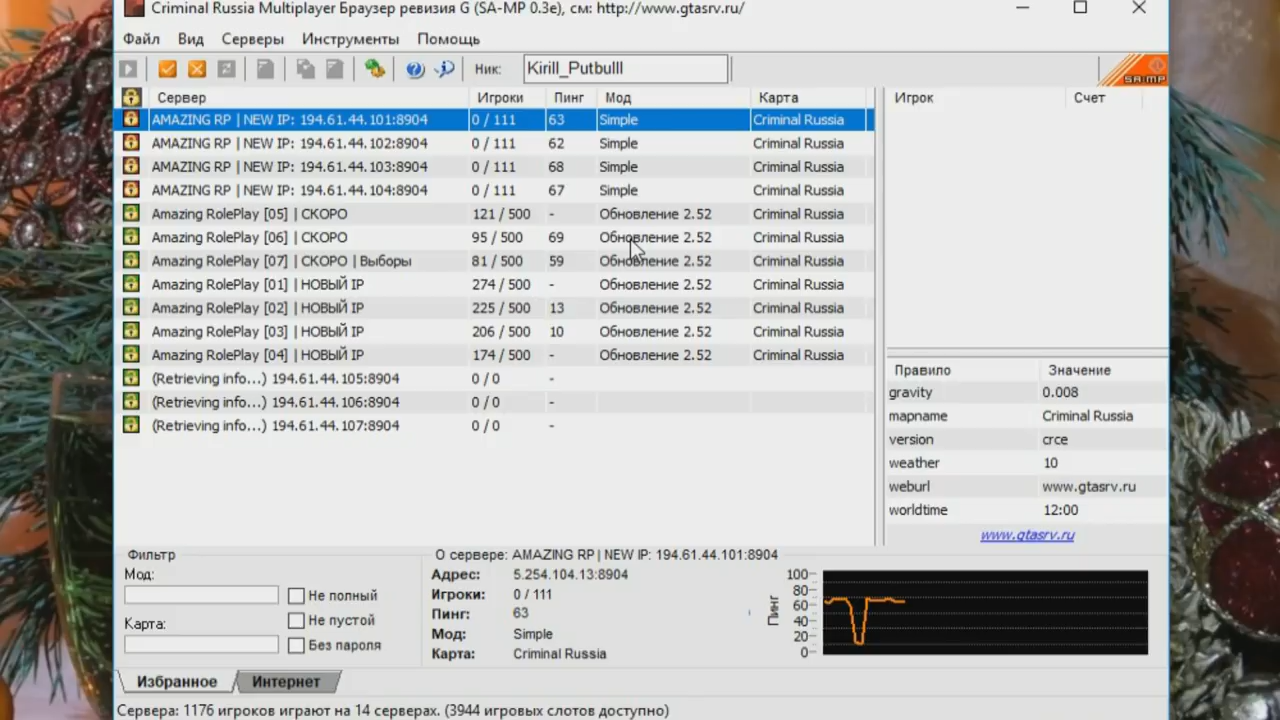 Criminal Russia Multiplayer Браузер ревизия G (SA-MP 0.3e), см: http://www.gtasrv.ru/
Файл Вид Серверы Инструменты Помощь
Ник: Kirill_Putbulll
SA:MP
Сервер Игроки Пинг Мод Карта
AMAZING RP | NEW IP: 194.61.44.101:8904 0 / 111 63 Simple Criminal Russia
AMAZING RP | NEW IP: 194.61.44.102:8904 0 / 111 62 Simple Criminal Russia
AMAZING RP | NEW IP: 194.61.44.103:8904 0 / 111 68 Simple Criminal Russia
AMAZING RP | NEW IP: 194.61.44.104:8904 0 / 111 67 Simple Criminal Russia
Amazing RolePlay [05] | СКОРО 121 / 500 - Обновление 2.52 Criminal Russia
Amazing RolePlay [06] | СКОРО 95 / 500 69 Обновление 2.52 Criminal Russia
Amazing RolePlay [07] | СКОРО | Выборы 81 / 500 59 Обновление 2.52 Criminal Russia
Amazing RolePlay [01] | НОВЫЙ IP 274 / 500 - Обновление 2.52 Criminal Russia
Amazing RolePlay [02] | НОВЫЙ IP 225 / 500 13 Обновление 2.52 Criminal Russia
Amazing RolePlay [03] | НОВЫЙ IP 206 / 500 10 Обновление 2.52 Criminal Russia
Amazing RolePlay [04] | НОВЫЙ IP 174 / 500 - Обновление 2.52 Criminal Russia
(Retrieving info...) 194.61.44.105:8904 0 / 0 -
(Retrieving info...) 194.61.44.106:8904 0 / 0 -
(Retrieving info...) 194.61.44.107:8904 0 / 0 -
Игрок Счет
Правило Значение
gravity 0.008
mapname Criminal Russia
version crce
weather 10
weburl www.gtasrv.ru
worldtime 12:00
www.gtasrv.ru
Фильтр
Мод:
Не полный
Не пустой
Карта:
Без пароля
О сервере: AMAZING RP | NEW IP: 194.61.44.101:8904
Адрес: 5.254.104.13:8904
Игроки: 0 / 111
Пинг: 63
Мод: Simple
Карта: Criminal Russia
Пинг
100
80
60
40
20
0
Избранное Интернет
Сервера: 1176 игроков играют на 14 серверах. (3944 игровых слотов доступно)